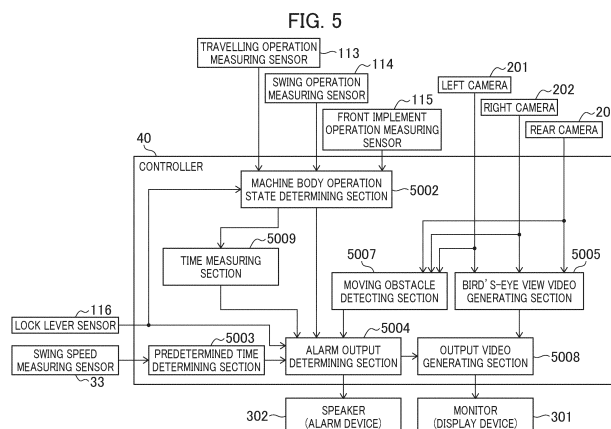 FIG. 5
TRAVELLING OPERATION
MEASURING SENSOR
113
SWING OPERATION
MEASURING SENSOR
114
FRONT IMPLEMENT
OPERATION MEASURING
SENSOR
115
201
LEFT CAMERA
202
RIGHT CAMERA
20
REAR CAMERA
40
CONTROLLER
MACHINE BODY OPERATION
STATE DETERMINING SECTION
5002
5009
TIME MEASURING
SECTION
5007
MOVING OBSTACLE
DETECTING SECTION
5005
BIRD'S-EYE VIEW VIDEO
GENERATING SECTION
116
LOCK LEVER SENSOR
SWING SPEED
MEASURING SENSOR
33
5003
PREDETERMINED TIME
DETERMINING SECTION
5004
ALARM OUTPUT
DETERMINING SECTION
OUTPUT VIDEO
GENERATING SECTION
5008
302
SPEAKER
(ALARM DEVICE)
MONITOR
(DISPLAY DEVICE)
301